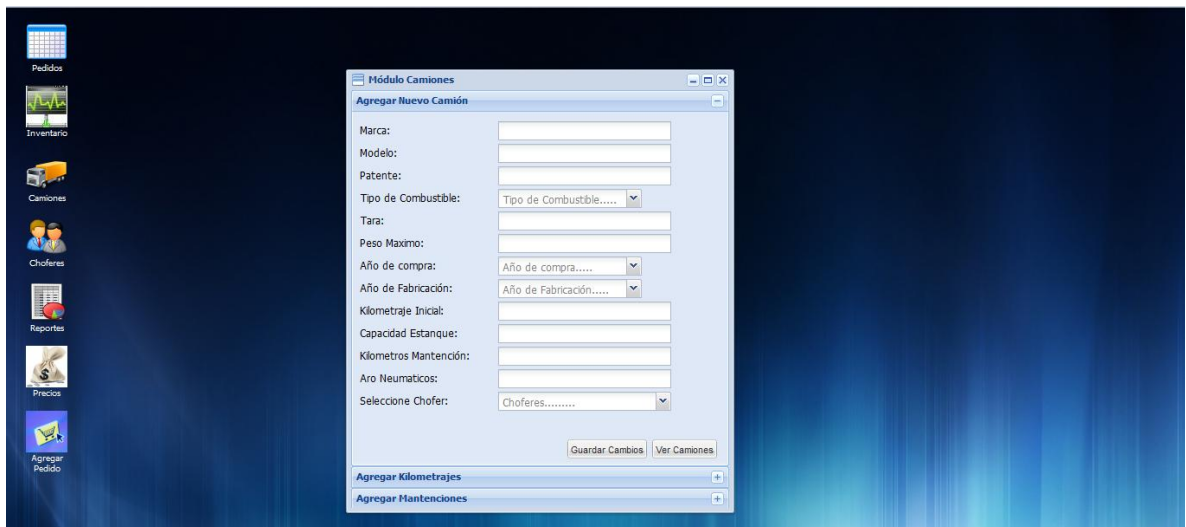 Pedidos
Inventario
Camiones
Choferes
Reportes
$
Precios
Agregar
Pedido
Módulo Camiones
Agregar Nuevo Camión
Marca:
Modelo:
Patente:
Tipo de Combustible: Tipo de Combustible.....
Tara:
Peso Maximo:
Año de compra: Año de compra.....
Año de Fabricación: Año de Fabricación.....
Kilometraje Inicial:
Capacidad Estanque:
Kilometros Mantención:
Aro Neumaticos:
Seleccione Chofer: Choferes.........
Guardar Cambios Ver Camiones
Agregar Kilometrajes
Agregar Mantenciones